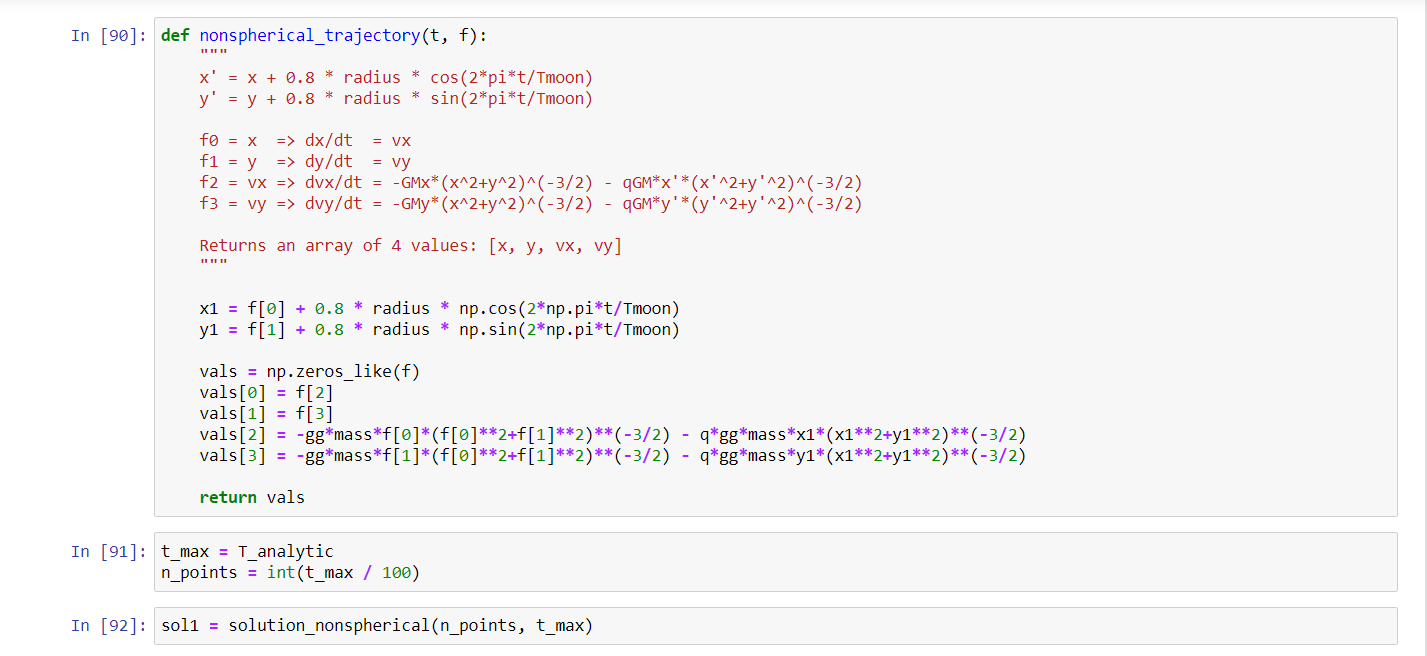 In [90]: def nonspherical_trajectory(t, f):
"""
x' = x + 0.8 * radius * cos(2*pi*t/Tmoon)
y' = y + 0.8 * radius * sin(2*pi*t/Tmoon)
f0 = x  => dx/dt  = vx
f1 = y  => dy/dt  = vy
f2 = vx => dvx/dt = -GMx*(x^2+y^2)^(-3/2) - qGM*x'*(x'^2+y'^2)^(-3/2)
f3 = vy => dvy/dt = -GMy*(x^2+y^2)^(-3/2) - qGM*y'*(y'^2+y'^2)^(-3/2)
Returns an array of 4 values: [x, y, vx, vy]
"""
x1 = f[0] + 0.8 * radius * np.cos(2*np.pi*t/Tmoon)
y1 = f[1] + 0.8 * radius * np.sin(2*np.pi*t/Tmoon)
vals = np.zeros_like(f)
vals[0] = f[2]
vals[1] = f[3]
vals[2] = -gg*mass*f[0]*(f[0]**2+f[1]**2)**(-3/2) - q*gg*mass*x1*(x1**2+y1**2)**(-3/2)
vals[3] = -gg*mass*f[1]*(f[0]**2+f[1]**2)**(-3/2) - q*gg*mass*y1*(x1**2+y1**2)**(-3/2)
return vals
In [91]: t_max = T_analytic
n_points = int(t_max / 100)
In [92]: sol1 = solution_nonspherical(n_points, t_max)